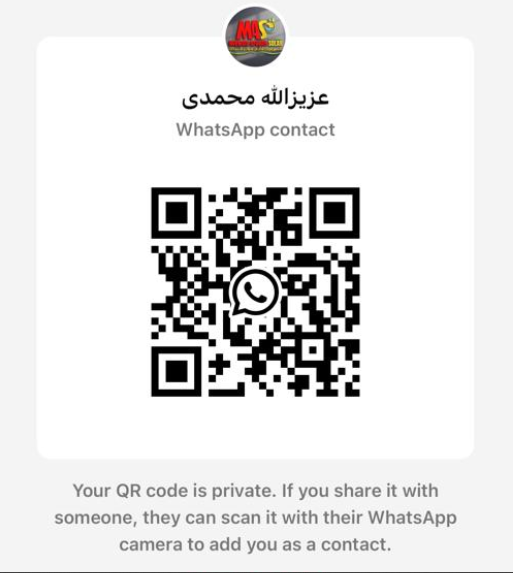 MAS
عزیزالله محمدی
WhatsApp contact
Your QR code is private. If you share it with
someone, they can scan it with their WhatsApp
camera to add you as a contact.